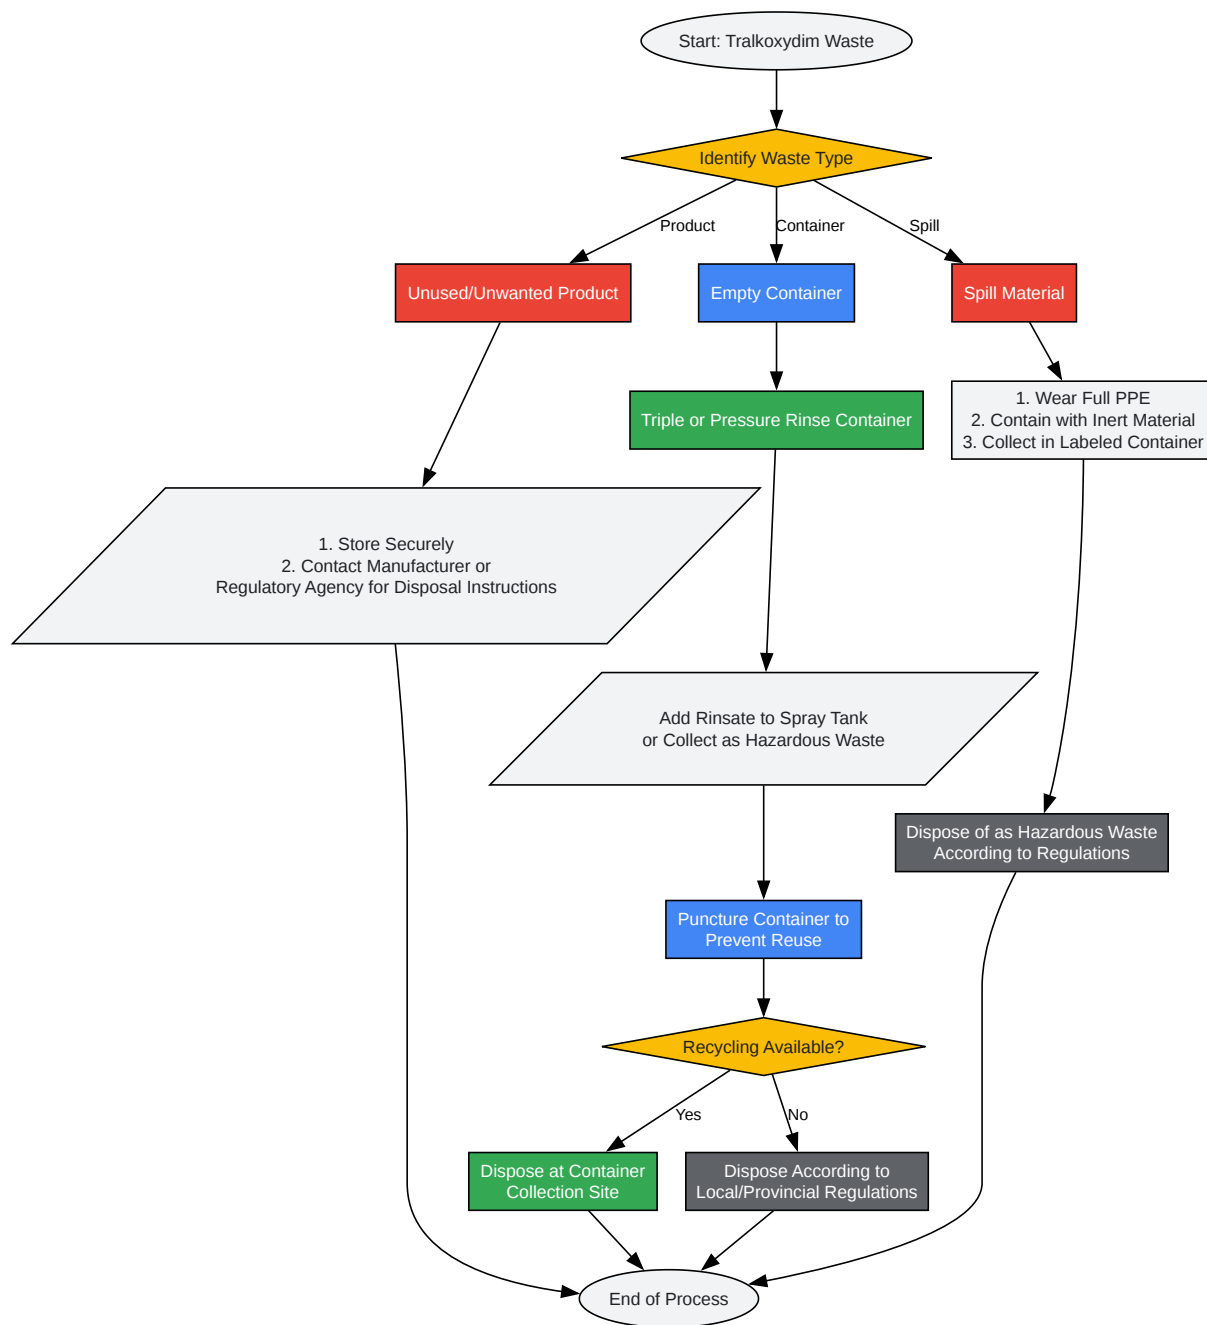 Start: Tralkoxydim Waste
Identify Waste Type
Product
Container
Spill
Unused/Unwanted Product
Empty Container
Spill Material
Triple or Pressure Rinse Container
1. Wear Full PPE
2. Contain with Inert Material
3. Collect in Labeled Container
1. Store Securely
2. Contact Manufacturer or
Regulatory Agency for Disposal Instructions
Add Rinsate to Spray Tank
or Collect as Hazardous Waste
Dispose of as Hazardous Waste
According to Regulations
Puncture Container to
Prevent Reuse
Recycling Available?
Yes
No
Dispose at Container
Collection Site
Dispose According to
Local/Provincial Regulations
End of Process